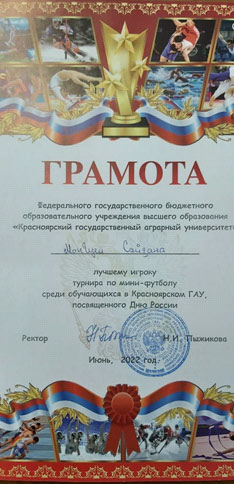 ГРАМОТА
Федерального государственного бюджетного
образовательного учреждения высшего образования
«Красноярский государственный аграрный университет
Сайзана
лучшему игроку
турнира по мини-футболу
среди обучающихся в Красноярском ГАУ,
посвященного Дню России
Ректор Н.И. Пыжикова
Июнь, 2022 год.